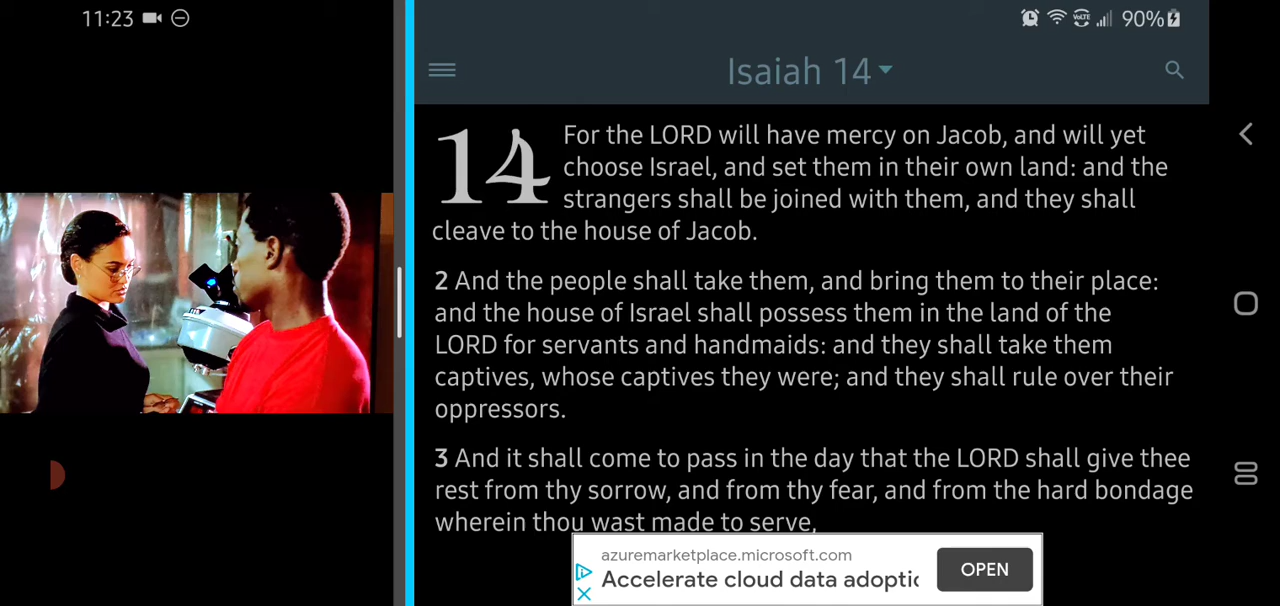 11:23
90%
Isaiah 14
14 For the LORD will have mercy on Jacob, and will yet
choose Israel, and set them in their own land: and the
strangers shall be joined with them, and they shall
cleave to the house of Jacob.
2 And the people shall take them, and bring them to their place:
and the house of Israel shall possess them in the land of the
LORD for servants and handmaids: and they shall take them
captives, whose captives they were; and they shall rule over their
oppressors.
3 And it shall come to pass in the day that the LORD shall give thee
rest from thy sorrow, and from thy fear, and from the hard bondage
wherein thou wast made to serve,
azuremarketplace.microsoft.com
Accelerate cloud data adoptic
OPEN